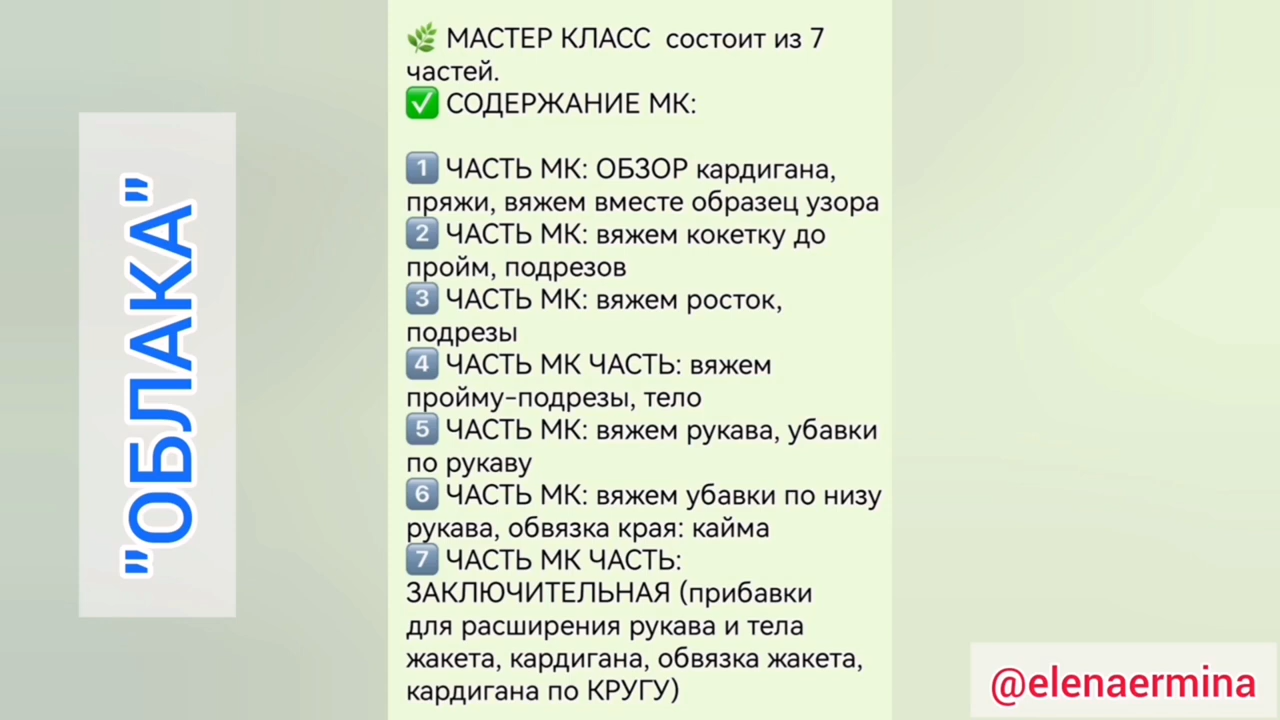 "ОБЛАКА"
🌿 МАСТЕР КЛАСС состоит из 7
частей.
✅ СОДЕРЖАНИЕ МК:
1️⃣ ЧАСТЬ МК: ОБЗОР кардигана,
пряжи, вяжем вместе образец узора
2️⃣ ЧАСТЬ МК: вяжем кокетку до
пройм, подрезов
3️⃣ ЧАСТЬ МК: вяжем росток,
подрезы
4️⃣ ЧАСТЬ МК ЧАСТЬ: вяжем
пройму-подрезы, тело
5️⃣ ЧАСТЬ МК: вяжем рукава, убавки
по рукаву
6️⃣ ЧАСТЬ МК: вяжем убавки по низу
рукава, обвязка края: кайма
7️⃣ ЧАСТЬ МК ЧАСТЬ:
ЗАКЛЮЧИТЕЛЬНАЯ (прибавки
для расширения рукава и тела
жакета, кардигана, обвязка жакета,
кардигана по КРУГУ)
@elenaermina